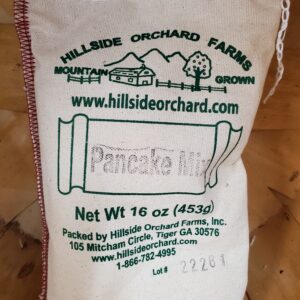 HILLSIDE ORCHARD FARMS
MOUNTAIN GROWN
www.hillsideorchard.com
Pancake Mix
Net Wt 16 oz (453g)
Packed by Hillside Orchard Farms, Inc.
105 Mitcham Circle, Tiger GA 30576
www.hillsideorchard.com
1-866-782-4995
Lot # 22281